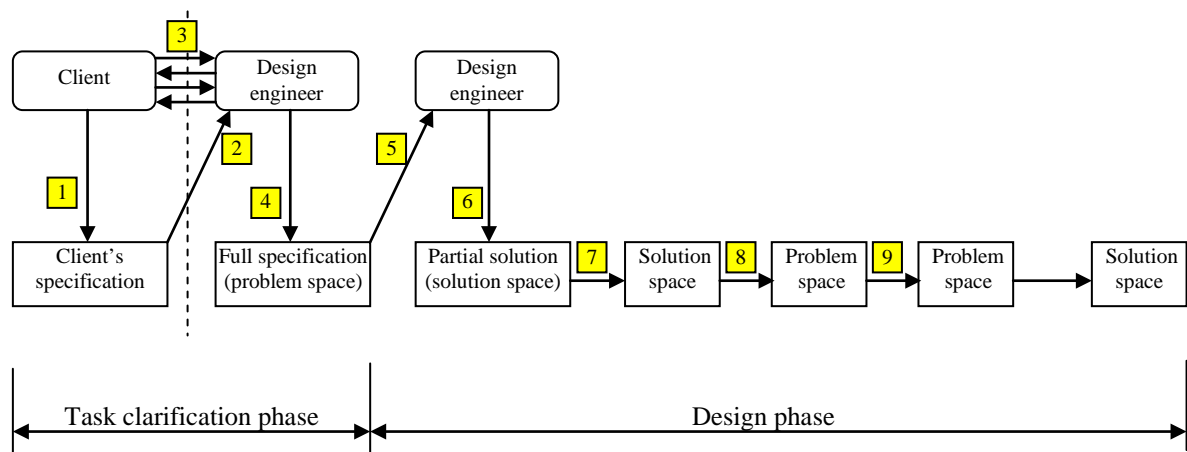 3
Client
Design
engineer
Design
engineer
2
5
1
4
6
Client's
specification
Full specification
(problem space)
Partial solution
(solution space)
7
Solution
space
8
Problem
space
9
Problem
space
Solution
space
Task clarification phase
Design phase